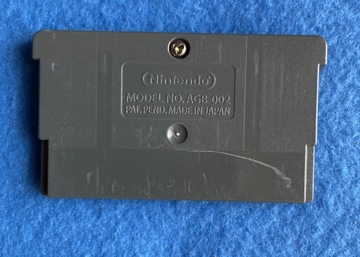 Nintendo
MODEL NO. AGB-002
PAT. PEND. MADE IN JAPAN